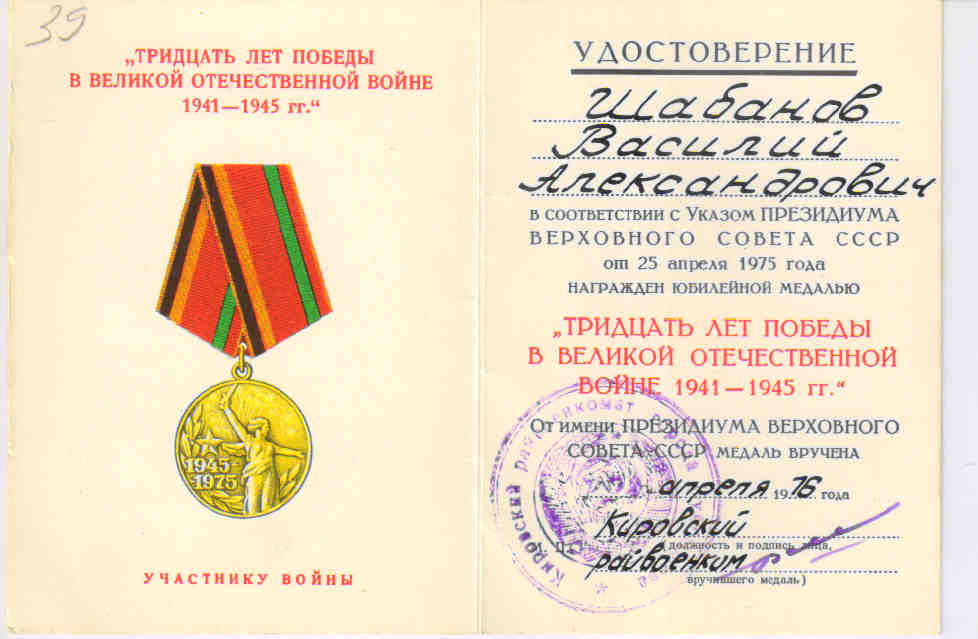 39
„ТРИДЦАТЬ ЛЕТ ПОБЕДЫ
В ВЕЛИКОЙ ОТЕЧЕСТВЕННОЙ ВОЙНЕ
1941—1945 гг.“
1945-
1975
УЧАСТНИКУ ВОЙНЫ
УДОСТОВЕРЕНИЕ
Шабанов
Василий
Александрович
В СООТВЕТСТВИИ С УКАЗОМ ПРЕЗИДИУМА
ВЕРХОВНОГО СОВЕТА СССР
от 25 апреля 1975 года
НАГРАЖДЕН ЮБИЛЕЙНОЙ МЕДАЛЬЮ
„ТРИДЦАТЬ ЛЕТ ПОБЕДЫ
В ВЕЛИКОЙ ОТЕЧЕСТВЕННОЙ
ВОЙНЕ 1941—1945 гг.“
От имени ПРЕЗИДИУМА ВЕРХОВНОГО
СОВЕТА СССР МЕДАЛЬ ВРУЧЕНА
апреля 1976 года
Кировский
(должность и подпись лица,
райвоенком
вручившего медаль)
Кировский